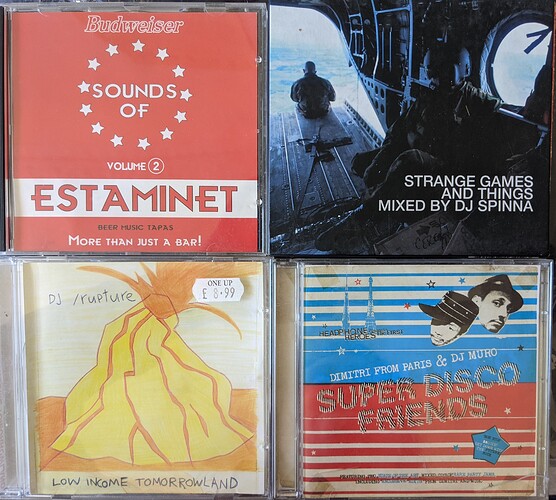 Budweiser
SOUNDS
OF
VOLUME 2
ESTAMINET
BEER MUSIC TAPAS
MORE THAN JUST A BAR!
STRANGE GAMES
AND THINGS
MIXED BY DJ SPINNA
DJ /rupture
ONE UP
£ 8.99
LOW INCOME TOMORROWLAND
HEADPHONE
HEROES
DIMITRI FROM PARIS & DJ MURO
SUPER DISCO
FRIENDS